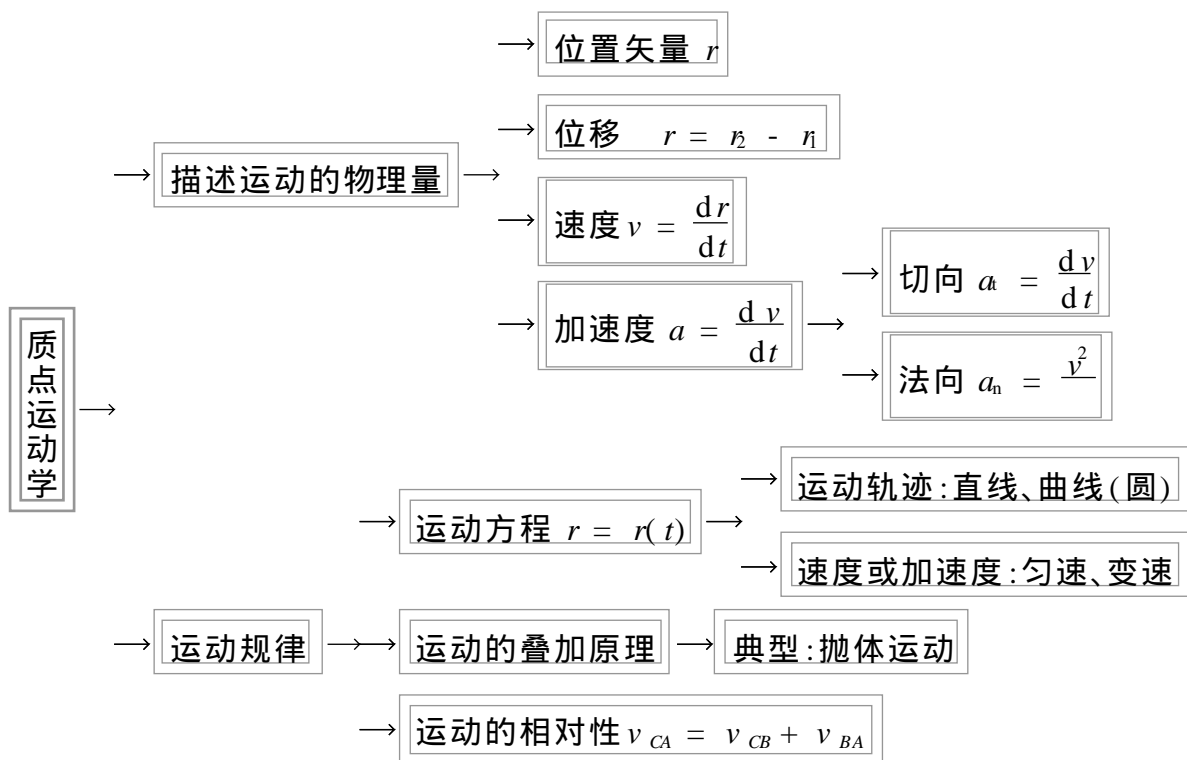 位置矢量 r
位移 r = r₂ - r₁
描述运动的物理量
速度 v = dr/dt
切向 aₜ = dv/dt
加速度 a = dv/dt
法向 aₙ = v²/
质点运动学
运动轨迹:直线、曲线(圆)
运动方程 r = r(t)
速度或加速度:匀速、变速
运动规律
运动的叠加原理
典型:抛体运动
运动的相对性 v CA = v CB + v BA